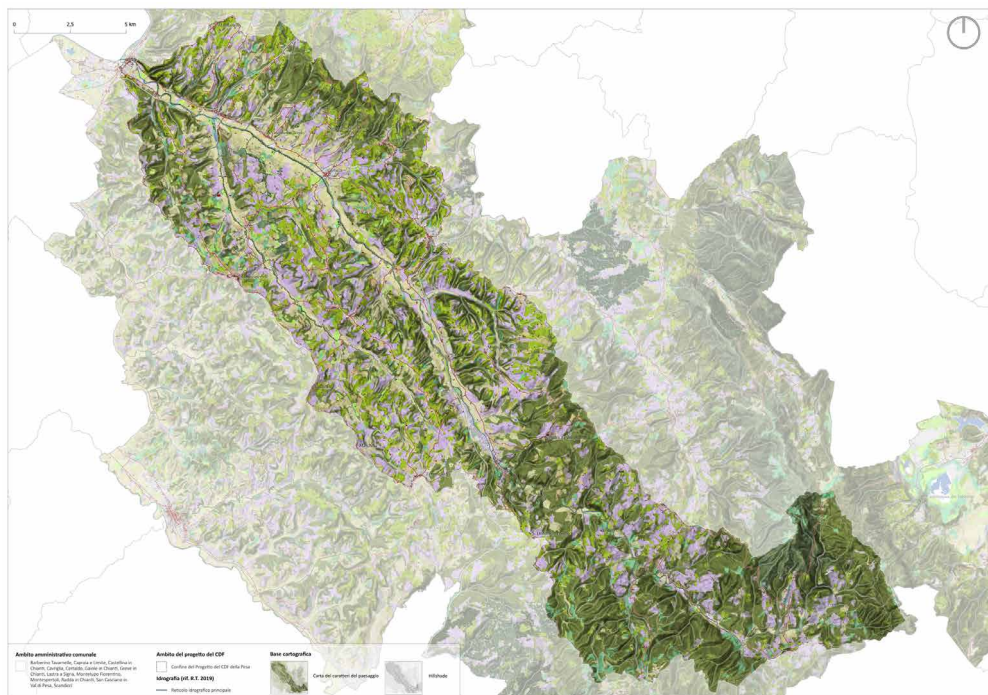 0 2,5 5 km
Ambito amministrativo comunale
Barberino Tavarnelle, Capraia e Limite, Castellina in
Chianti, Cavriglia, Certaldo, Gaiole in Chianti, Greve in
Chianti, Lastra a Signa, Montelupo Fiorentino,
Montespertoli, Radda in Chianti, San Casciano in
Val di Pesa, Scandicci
Ambito del progetto del CDF
Confine del Progetto del CDF della Pesa
Idrografia (rif. R.T. 2019)
Reticolo idrografico principale
Base cartografica
Carta dei caratteri del paesaggio
Hillshade